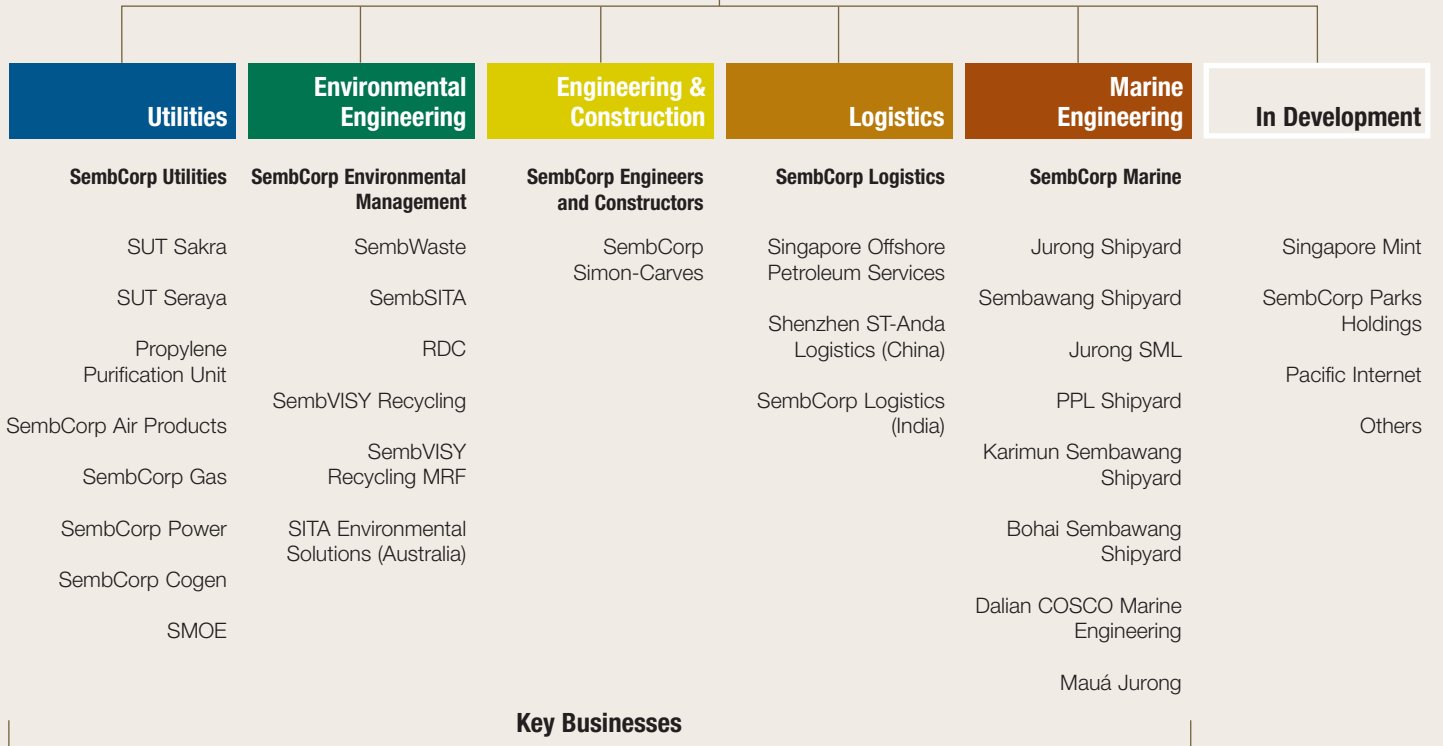 Utilities
Environmental
Engineering
Engineering &
Construction
Logistics
Marine
Engineering
In Development
SembCorp Utilities
SUT Sakra
SUT Seraya
Propylene
Purification Unit
SembCorp Air Products
SembCorp Gas
SembCorp Power
SembCorp Cogen
SMOE
SembCorp Environmental
Management
SembWaste
SembSITA
RDC
SembVISY Recycling
SembVISY
Recycling MRF
SITA Environmental
Solutions (Australia)
SembCorp Engineers
and Constructors
SembCorp
Simon-Carves
SembCorp Logistics
Singapore Offshore
Petroleum Services
Shenzhen ST-Anda
Logistics (China)
SembCorp Logistics
(India)
SembCorp Marine
Jurong Shipyard
Sembawang Shipyard
Jurong SML
PPL Shipyard
Karimun Sembawang
Shipyard
Bohai Sembawang
Shipyard
Dalian COSCO Marine
Engineering
Mauá Jurong
Singapore Mint
SembCorp Parks
Holdings
Pacific Internet
Others
Key Businesses